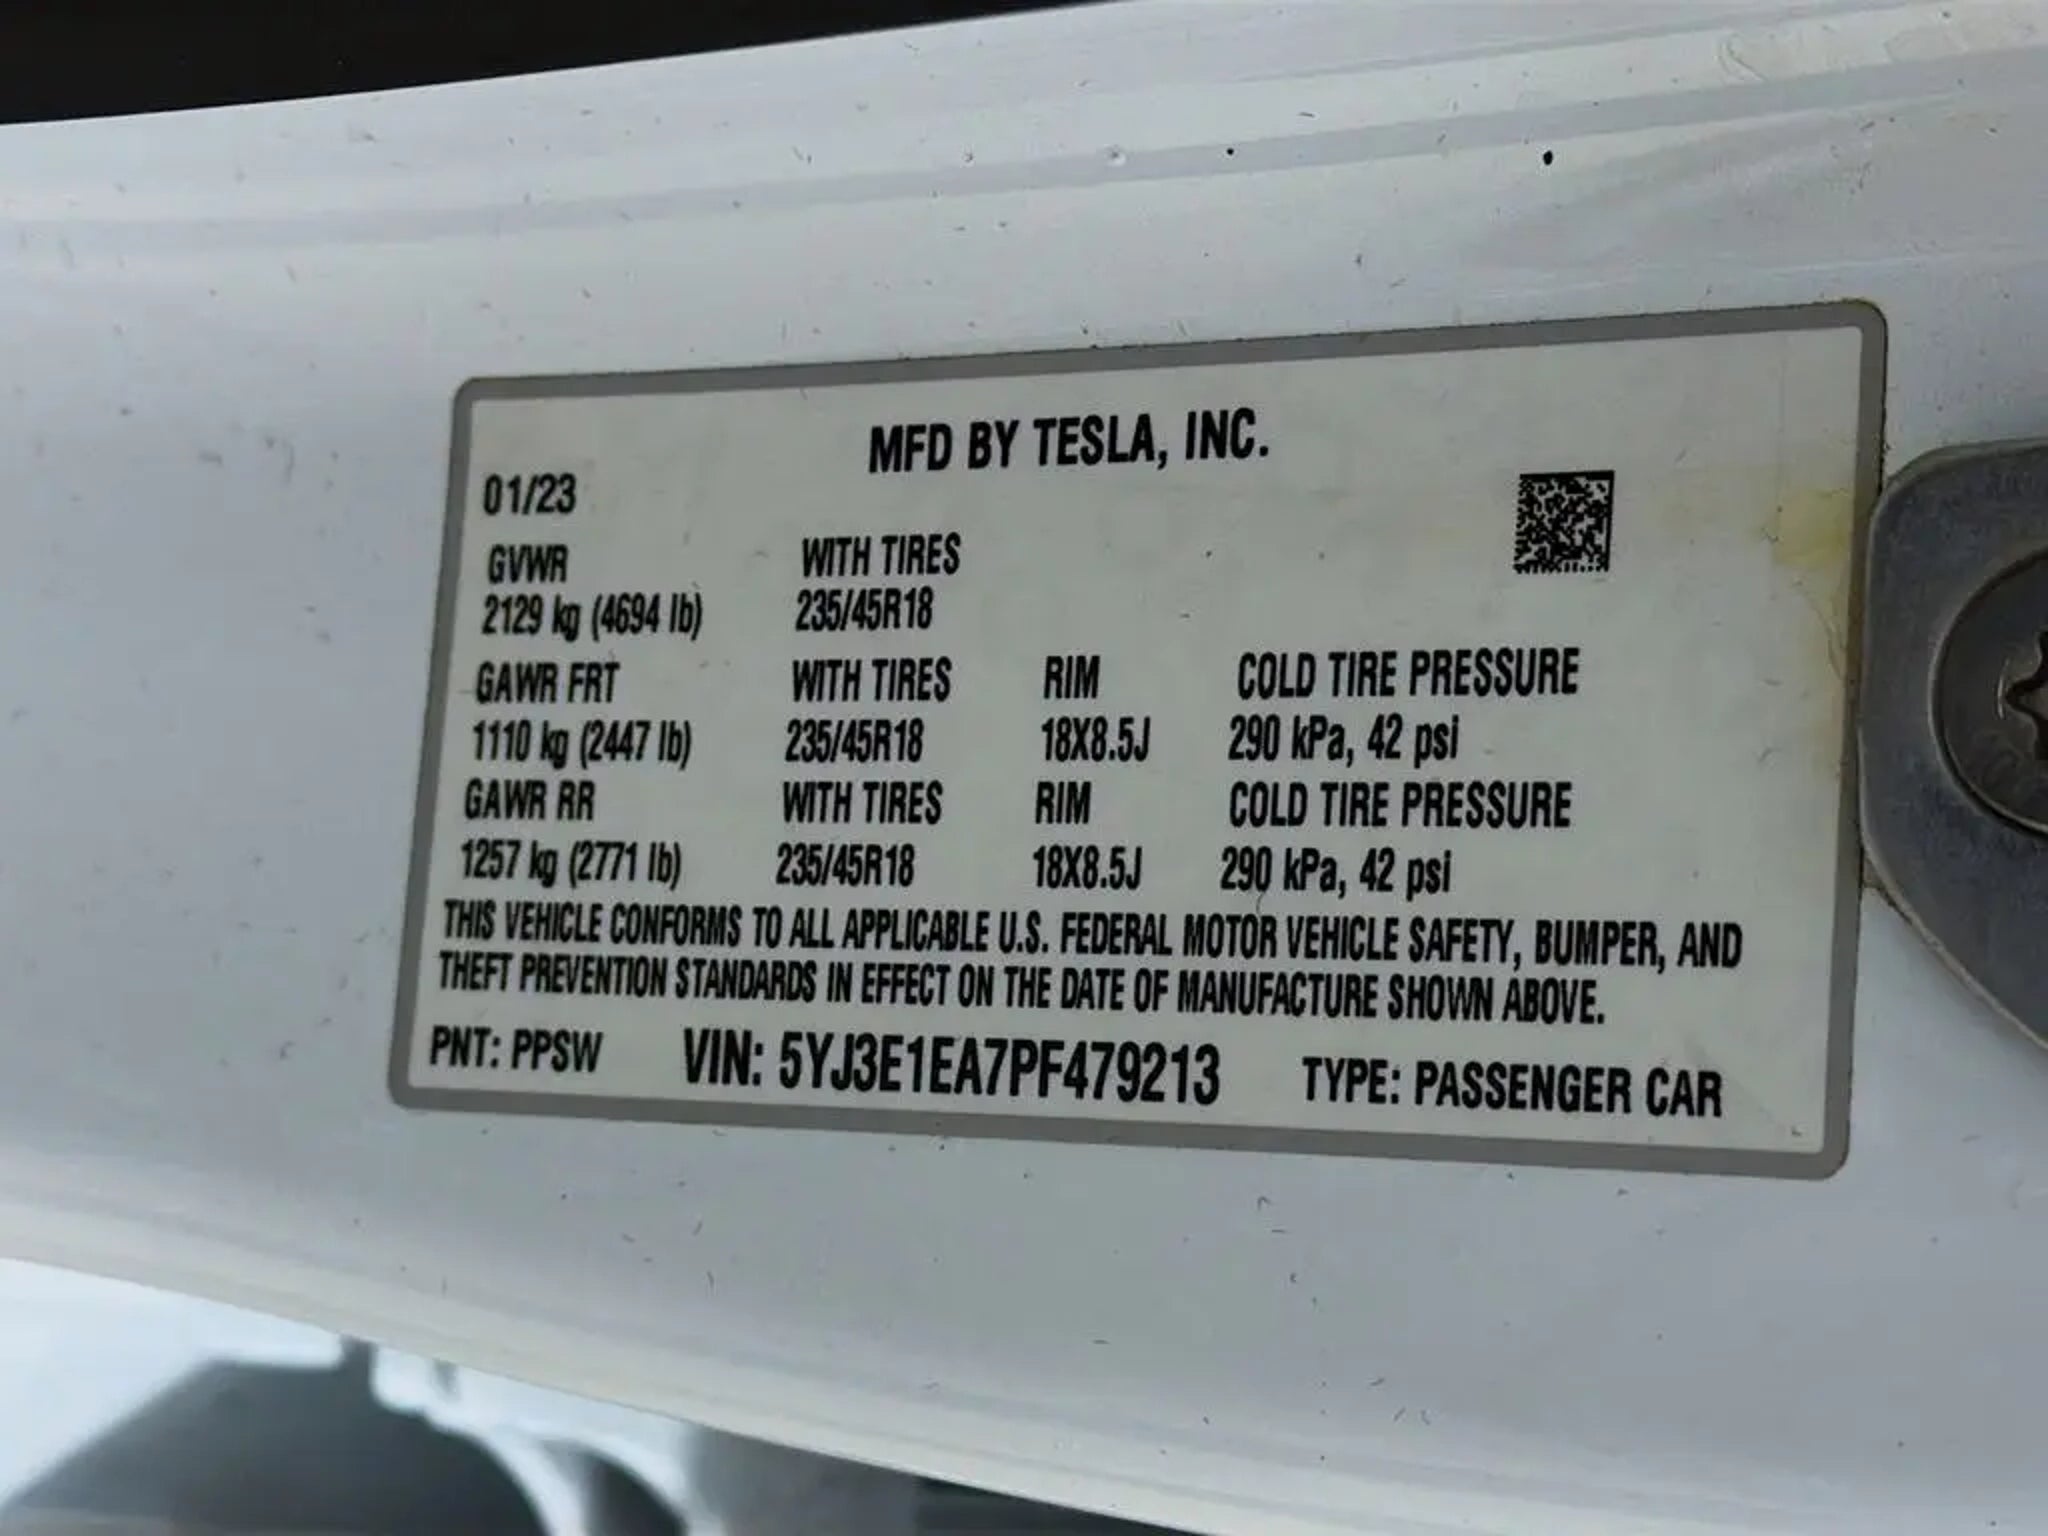 MFD BY TESLA, INC.
01/23
GVWR WITH TIRES
2129 kg (4694 lb) 235/45R18
GAWR FRT WITH TIRES RIM COLD TIRE PRESSURE
1110 kg (2447 lb) 235/45R18 18X8.5J 290 kPa, 42 psi
GAWR RR WITH TIRES RIM COLD TIRE PRESSURE
1257 kg (2771 lb) 235/45R18 18X8.5J 290 kPa, 42 psi
THIS VEHICLE CONFORMS TO ALL APPLICABLE U.S. FEDERAL MOTOR VEHICLE SAFETY, BUMPER, AND
THEFT PREVENTION STANDARDS IN EFFECT ON THE DATE OF MANUFACTURE SHOWN ABOVE.
PNT: PPSW VIN: 5YJ3E1EA7PF479213 TYPE: PASSENGER CAR